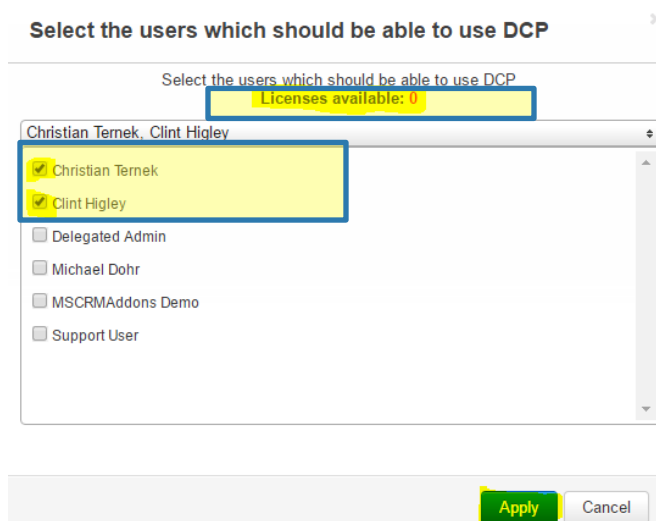 Select the users which should be able to use DCP
Select the users which should be able to use DCP
Licenses available: 0
Christian Ternek, Clint Higley
Christian Ternek
Clint Higley
Delegated Admin
Michael Dohr
MSCRMAddons Demo
Support User
Apply Cancel